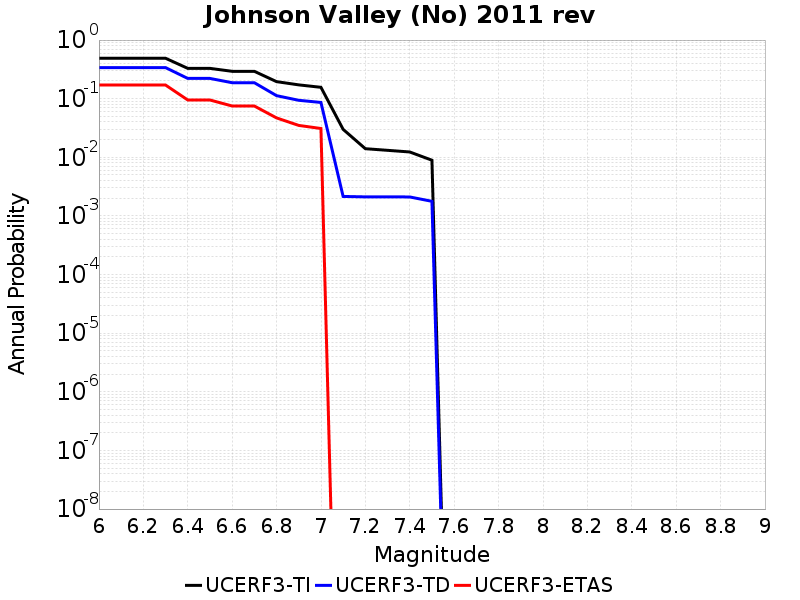 Johnson Valley (No) 2011 rev
Annual Probability
10^0
10^-1
10^-2
10^-3
10^-4
10^-5
10^-6
10^-7
10^-8
6 6.2 6.4 6.6 6.8 7 7.2 7.4 7.6 7.8 8 8.2 8.4 8.6 8.8 9
Magnitude
UCERF3-TI UCERF3-TD UCERF3-ETAS